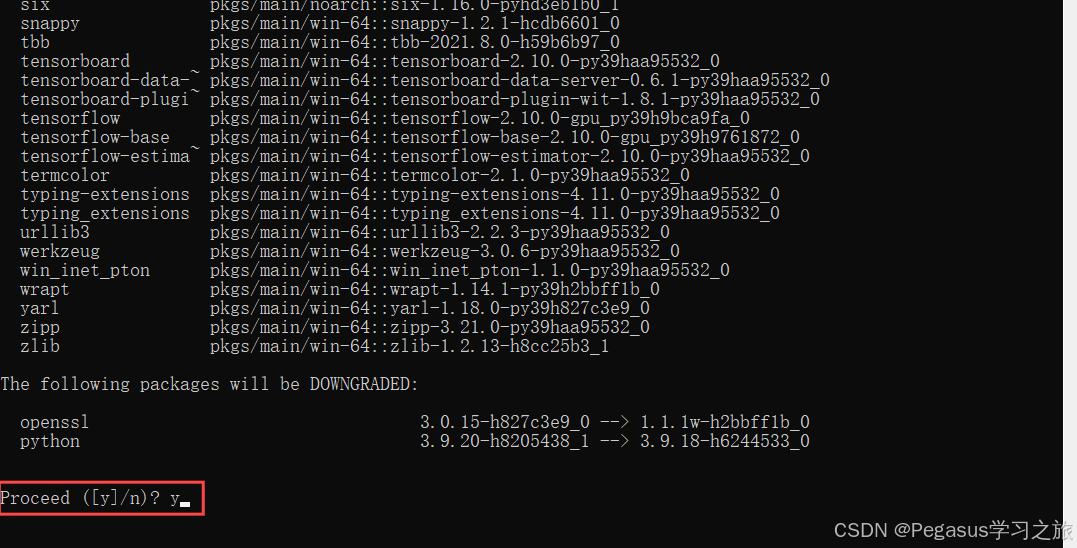 six pkgs/main/noarch::six-1.16.0-pyhd3eb1b0_1
snappy pkgs/main/win-64::snappy-1.2.1-hcdb6601_0
tbb pkgs/main/win-64::tbb-2021.8.0-h59b6b97_0
tensorboard pkgs/main/win-64::tensorboard-2.10.0-py39haa95532_0
tensorboard-data-~ pkgs/main/win-64::tensorboard-data-server-0.6.1-py39haa95532_0
tensorboard-plugi~ pkgs/main/win-64::tensorboard-plugin-wit-1.8.1-py39haa95532_0
tensorflow pkgs/main/win-64::tensorflow-2.10.0-gpu_py39h9bca9fa_0
tensorflow-base pkgs/main/win-64::tensorflow-base-2.10.0-gpu_py39h9761872_0
tensorflow-estima~ pkgs/main/win-64::tensorflow-estimator-2.10.0-py39haa95532_0
termcolor pkgs/main/win-64::termcolor-2.1.0-py39haa95532_0
typing-extensions pkgs/main/win-64::typing-extensions-4.11.0-py39haa95532_0
typing_extensions pkgs/main/win-64::typing_extensions-4.11.0-py39haa95532_0
urllib3 pkgs/main/win-64::urllib3-2.2.3-py39haa95532_0
werkzeug pkgs/main/win-64::werkzeug-3.0.6-py39haa95532_0
win_inet_pton pkgs/main/win-64::win_inet_pton-1.1.0-py39haa95532_0
wrapt pkgs/main/win-64::wrapt-1.14.1-py39h2bbff1b_0
yarl pkgs/main/win-64::yarl-1.18.0-py39h827c3e9_0
zipp pkgs/main/win-64::zipp-3.21.0-py39haa95532_0
zlib pkgs/main/win-64::zlib-1.2.13-h8cc25b3_1
The following packages will be DOWNGRADED:
openssl 3.0.15-h827c3e9_0 --> 1.1.1w-h2bbff1b_0
python 3.9.20-h8205438_1 --> 3.9.18-h6244533_0
Proceed ([y]/n)? y
CSDN @Pegasus学习之旅